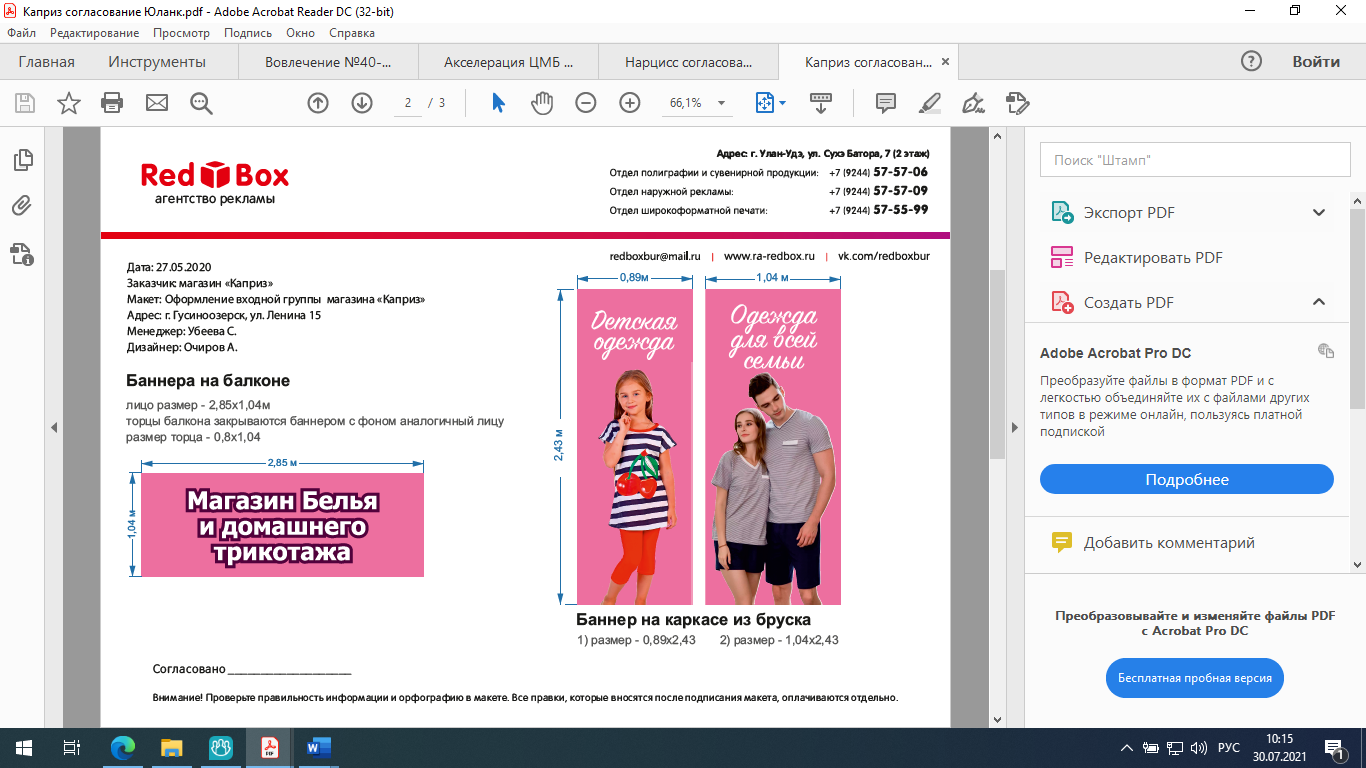 Каприз согласование Юланк.pdf - Adobe Acrobat Reader DC (32-bit)
Файл Редактирование Просмотр Подпись Окно Справка
Главная Инструменты Вовлечение №40-... Акселерация ЦМБ ... Нарцисс согласова... Каприз согласован... × ? Войти
2 / 3 66,1%
Red Box
агентство рекламы
Адрес: г. Улан-Удэ, ул. Сухэ Батора, 7 (2 этаж)
Отдел полиграфии и сувенирной продукции: +7 (9244) 57-57-06
Отдел наружной рекламы: +7 (9244) 57-57-09
Отдел широкоформатной печати: +7 (9244) 57-55-99
redboxbur@mail.ru | www.ra-redbox.ru | vk.com/redboxbur
Дата: 27.05.2020
Заказчик: магазин «Каприз»
Макет: Оформление входной группы магазина «Каприз»
Адрес: г. Гусиноозерск, ул. Ленина 15
Менеджер: Убеева С.
Дизайнер: Очиров А.
Баннера на балконе
лицо размер - 2,85х1,04м
торцы балкона закрываются баннером с фоном аналогичный лицу
размер торца - 0,8х1,04
2,85 м
1,04 м
Магазин Белья
и домашнего
трикотажа
0,89м
1,04 м
2,43 м
Детская
одежда
Одежда
для всей
семьи
Баннер на каркасе из бруска
1) размер - 0,89х2,43 2) размер - 1,04х2,43
Согласовано ___________________
Внимание! Проверьте правильность информации и орфографию в макете. Все правки, которые вносятся после подписания макета, оплачиваются отдельно.
Поиск "Штамп"
Экспорт PDF
Редактировать PDF
Создать PDF
Adobe Acrobat Pro DC
Преобразуйте файлы в формат PDF и с
легкостью объединяйте их с файлами других
типов в режиме онлайн, пользуясь платной
подпиской
Подробнее
Добавить комментарий
Преобразовывайте и изменяйте файлы PDF
с Acrobat Pro DC
Бесплатная пробная версия
РУС
10:15
30.07.2021
1